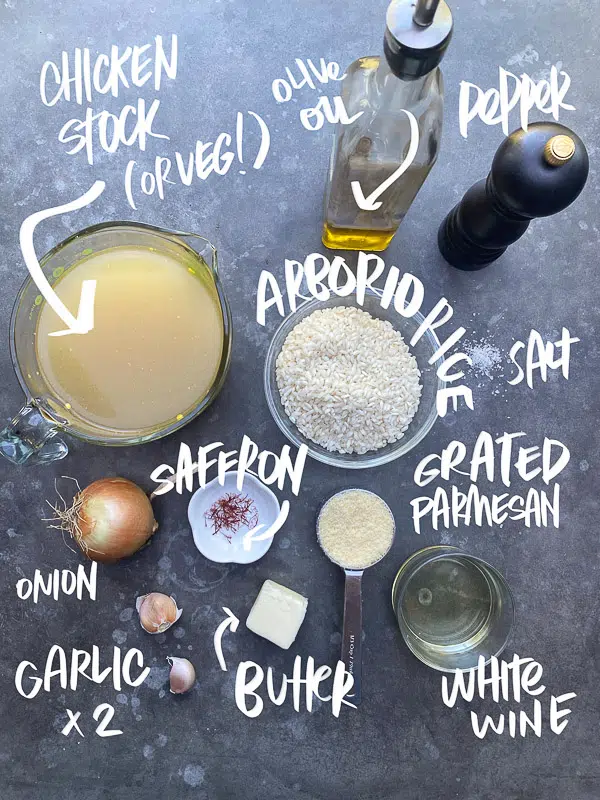 CHICKEN
STOCK
(OR VEG!)
OLIVE
OIL
PEPPER
ARBORIO RICE
SALT
SAFFRON
GRATED
PARMESAN
ONION
GARLIC
x 2
BUTTER
WHITE
WINE